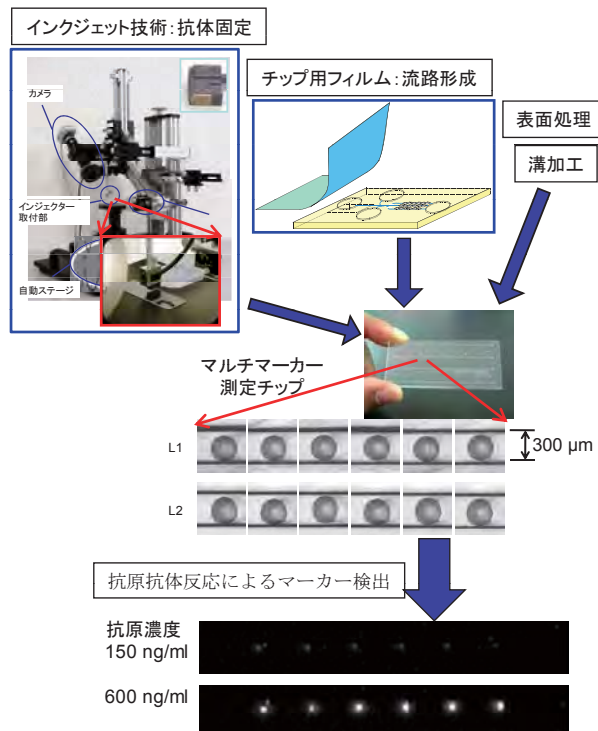 インクジェット技術:抗体固定
カメラ
インジェクター
取付部
自動ステージ
チップ用フィルム:流路形成
表面処理
溝加工
マルチマーカー
測定チップ
L1
300 µm
L2
抗原抗体反応によるマーカー検出
抗原濃度
150 ng/ml
600 ng/ml